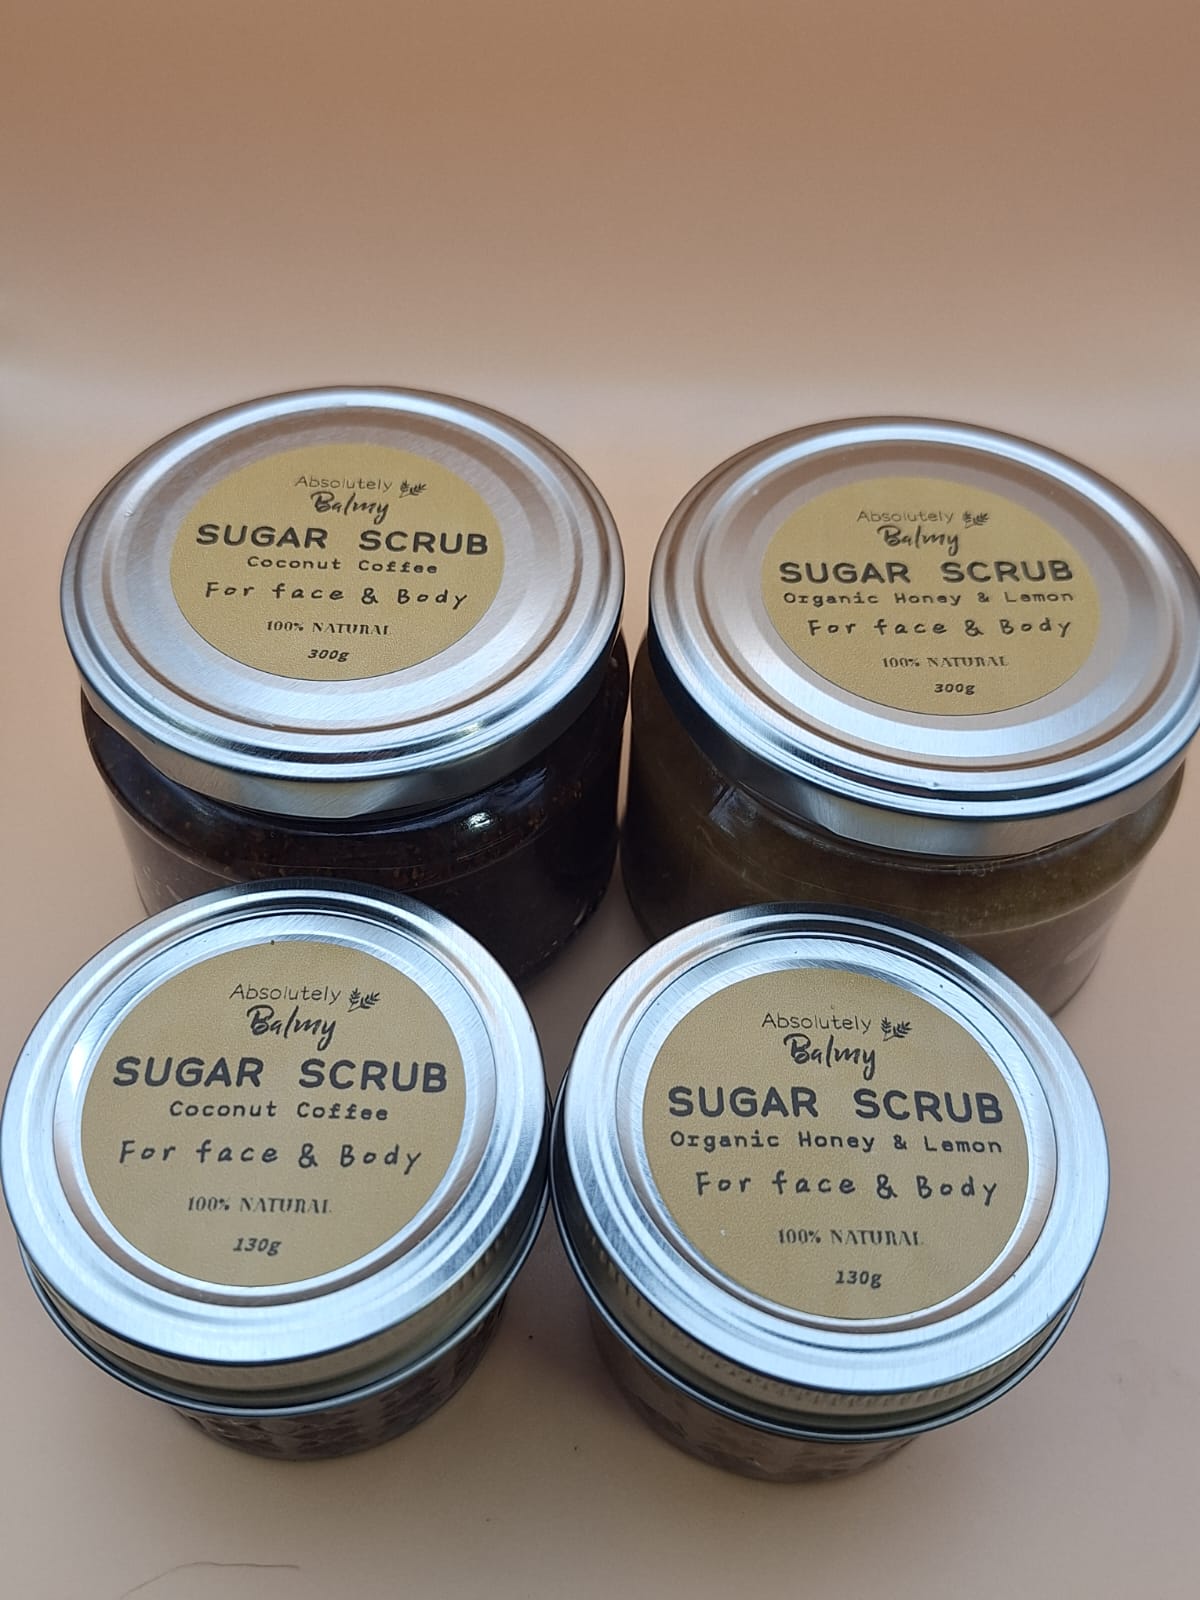 Absolutely
Balmy
SUGAR SCRUB
Coconut Coffee
For face & Body
100% NATURAL
300g
Absolutely
Balmy
SUGAR SCRUB
Organic Honey & Lemon
For face & Body
100% NATURAL
300g
Absolutely
Balmy
SUGAR SCRUB
Coconut Coffee
For face & Body
100% NATURAL
130g
Absolutely
Balmy
SUGAR SCRUB
Organic Honey & Lemon
For face & Body
100% NATURAL
130g